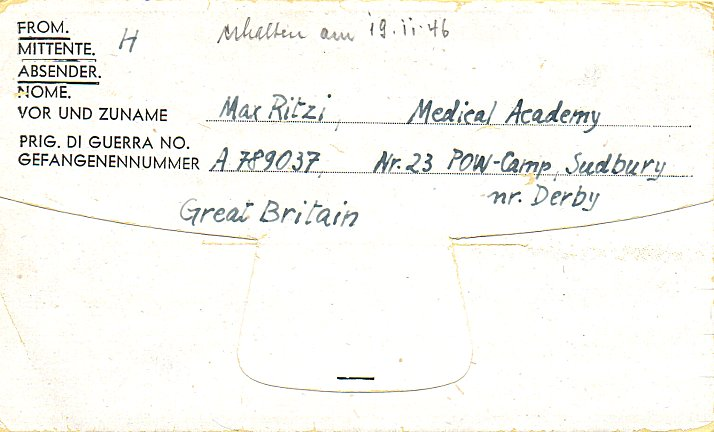 FROM.
MITTENTE. H erhalten am 19.11.46
ABSENDER.
NOME.
VOR UND ZUNAME Max Ritzi, Medical Academy
PRIG. DI GUERRA NO.
GEFANGENENNUMMER A 789037 Nr. 23 POW-Camp, Sudbury
nr. Derby
Great Britain